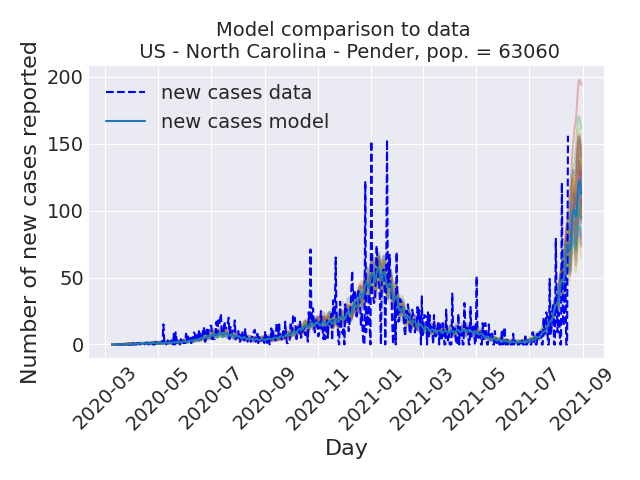 Model comparison to data
US - North Carolina - Pender, pop. = 63060
Number of new cases reported
200
150
100
50
0
new cases data
new cases model
2020-03
2020-05
2020-07
2020-09
2020-11
2021-01
2021-03
2021-05
2021-07
2021-09
Day